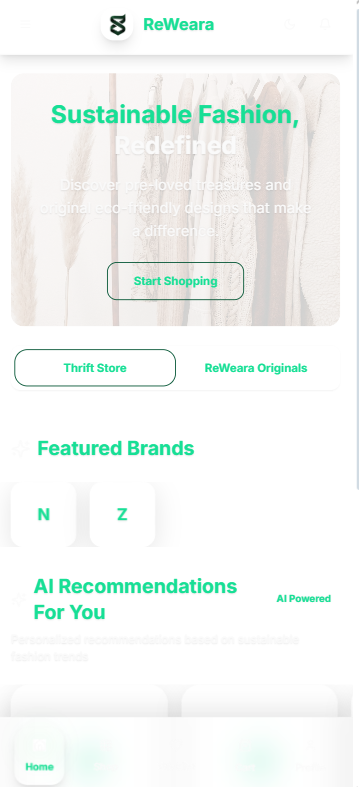 ReWeara
Sustainable Fashion,
Redefined
Discover pre-loved treasures and
original eco-friendly designs that make
a difference.
Start Shopping
Thrift Store
ReWeara Originals
Featured Brands
N
Z
AI Recommendations
For You
AI Powered
Personalized recommendations based on sustainable
fashion trends
Home